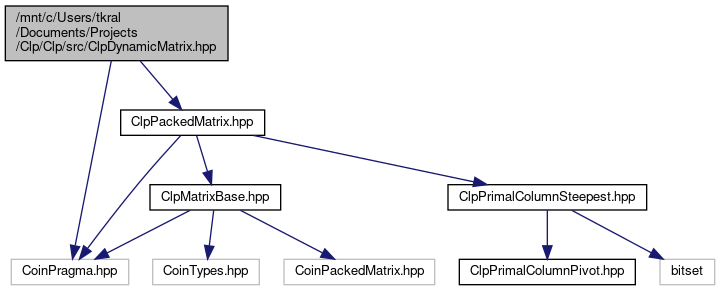 /mnt/c/Users/tkral
/Documents/Projects
/Clp/Clp/src/ClpDynamicMatrix.hpp
ClpPackedMatrix.hpp
ClpMatrixBase.hpp
ClpPrimalColumnSteepest.hpp
CoinPragma.hpp
CoinTypes.hpp
CoinPackedMatrix.hpp
ClpPrimalColumnPivot.hpp
bitset